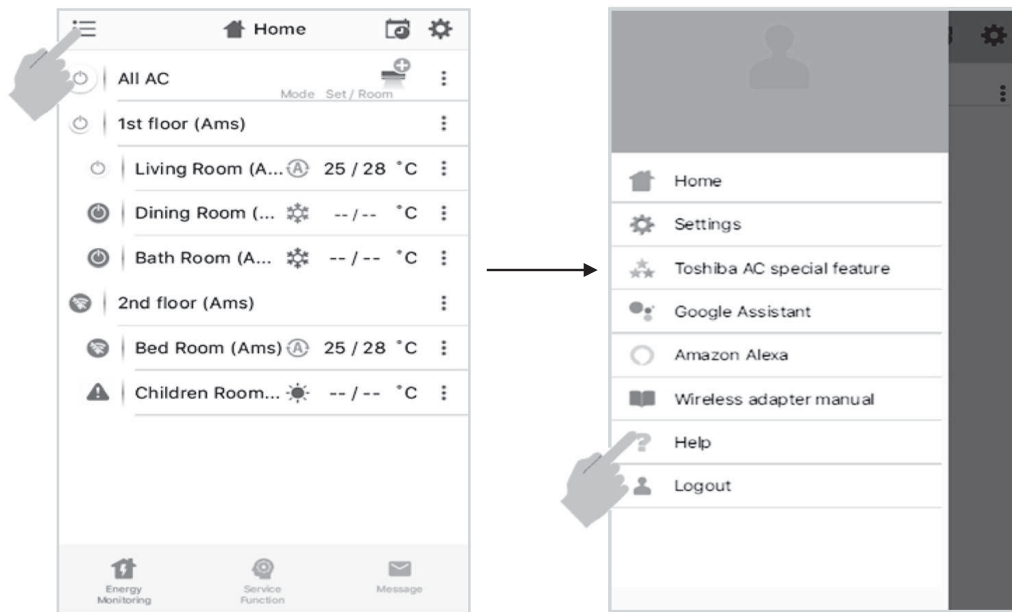 Home
All AC
Mode Set / Room
1st floor (Ams)
Living Room (A... A 25 / 28 °C
Dining Room (... -- / -- °C
Bath Room (A... -- / -- °C
2nd floor (Ams)
Bed Room (Ams) A 25 / 28 °C
Children Room... -- / -- °C
Energy
Monitoring
Service
Function
Message
Home
Settings
Toshiba AC special feature
Google Assistant
Amazon Alexa
Wireless adapter manual
Help
Logout